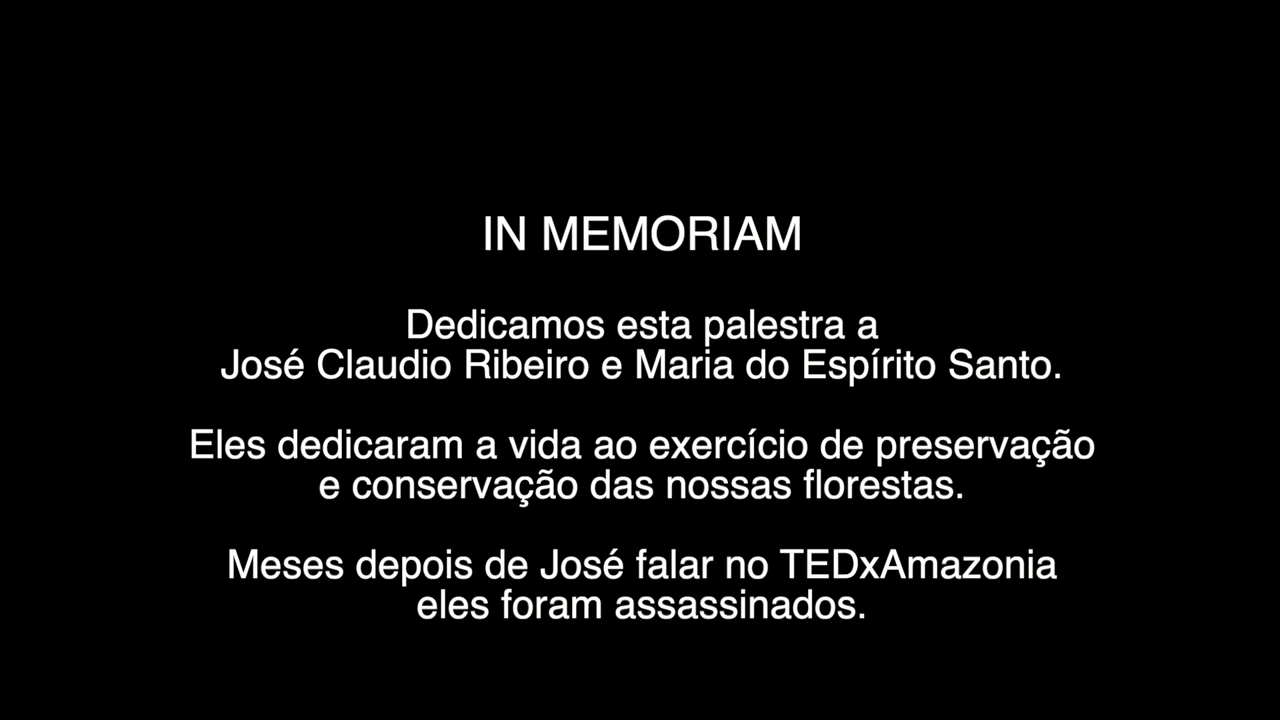 IN MEMORIAM
Dedicamos esta palestra a
José Claudio Ribeiro e Maria do Espírito Santo.
Eles dedicaram a vida ao exercício de preservação
e conservação das nossas florestas.
Meses depois de José falar no TEDxAmazonia
eles foram assassinados.